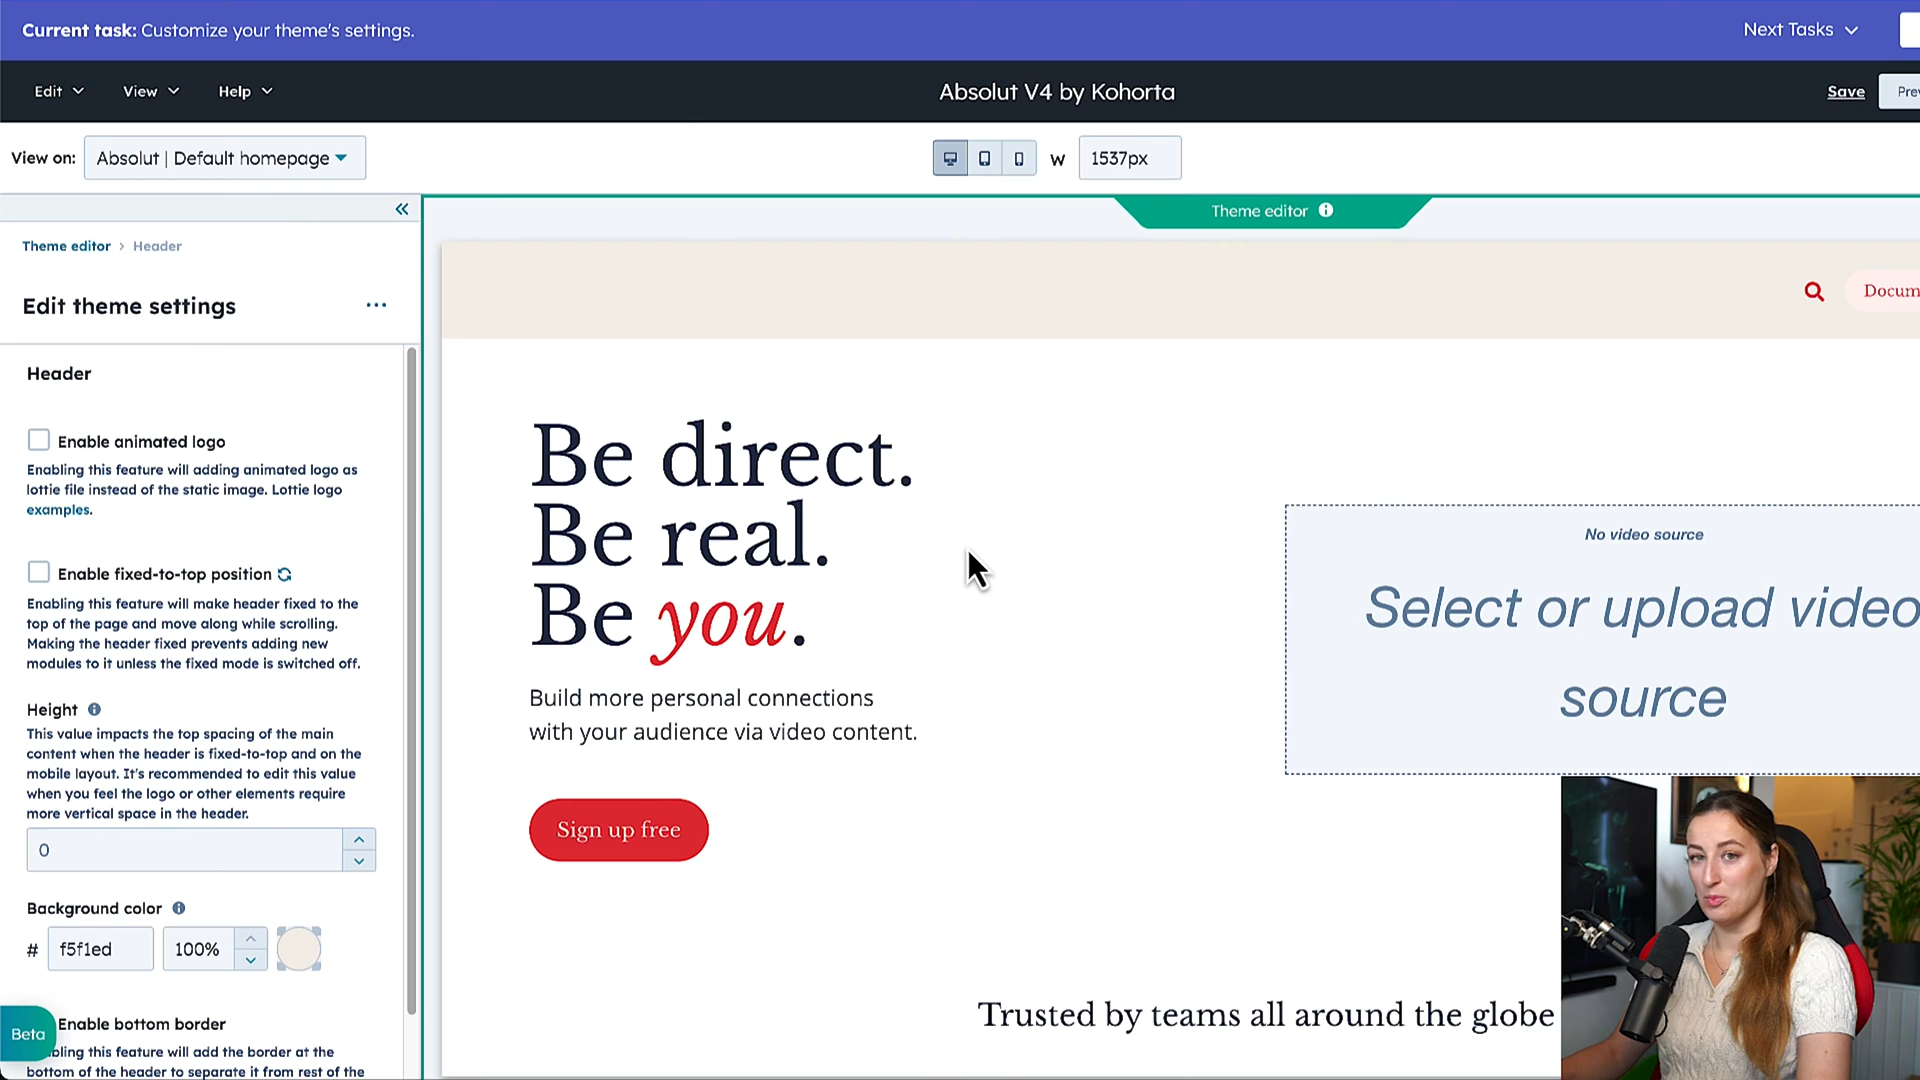 Current task: Customize your theme's settings.
Next Tasks
Edit
View
Help
Absolut V4 by Kohorta
Save
View on:
Absolut | Default homepage
W
1537px
Theme editor
Theme editor > Header
Edit theme settings
Header
Enable animated logo
Enabling this feature will adding animated logo as
lottie file instead of the static image. Lottie logo
examples.
Enable fixed-to-top position
Enabling this feature will make header fixed to the
top of the page and move along while scrolling.
Making the header fixed prevents adding new
modules to it unless the fixed mode is switched off.
Height
This value impacts the top spacing of the main
content when the header is fixed-to-top and on the
mobile layout. It's recommended to edit this value
when you feel the logo or other elements require
more vertical space in the header.
0
Background color
# f5f1ed 100%
Enable bottom border
bling this feature will add the border at the
bottom of the header to separate it from rest of the
Beta
Docum
Be direct.
Be real.
Be you.
Build more personal connections
with your audience via video content.
Sign up free
No video source
Select or upload video
source
Trusted by teams all around the globe